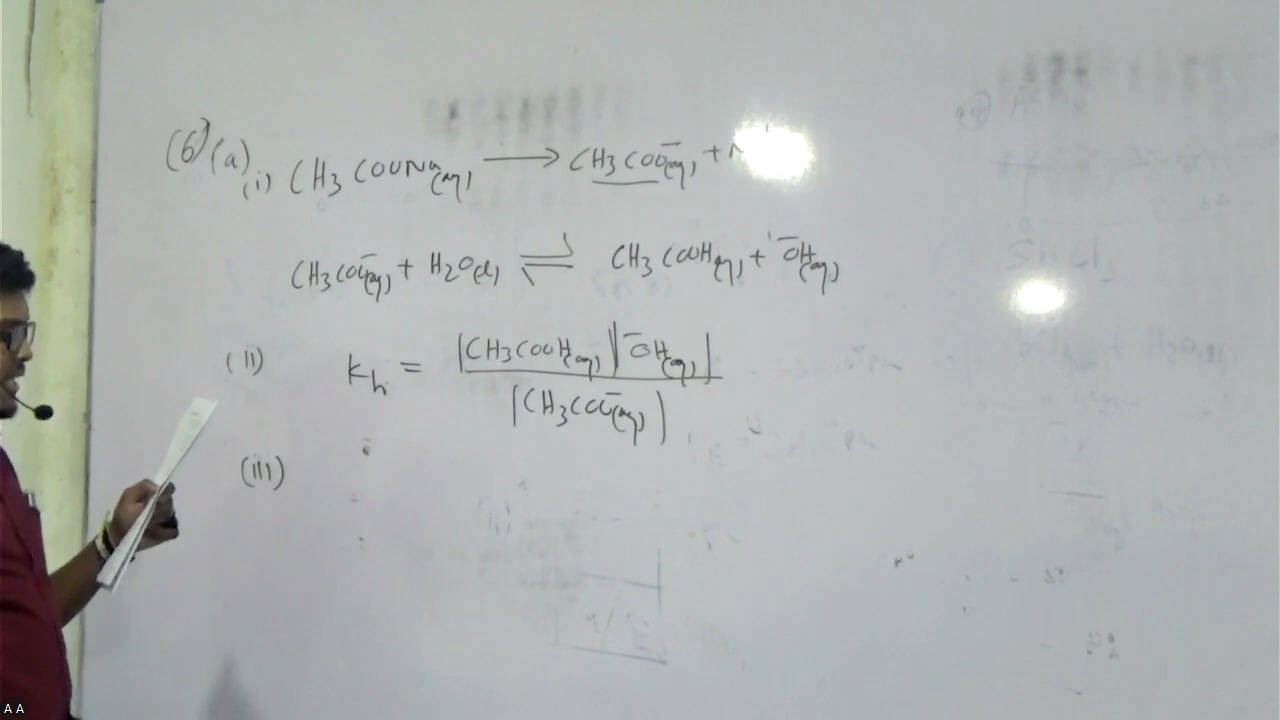 (6) (a)
(i) CH3COONa(aq) ⟶ CH3COO⁻(aq) +
CH3COO⁻(aq) + H2O(l) ⇌ CH3COOH(aq) + ⁻OH(aq)
(ii) Kh = [CH3COOH(aq)][⁻OH(aq)]
[CH3COO⁻(aq)]
(iii)
A A